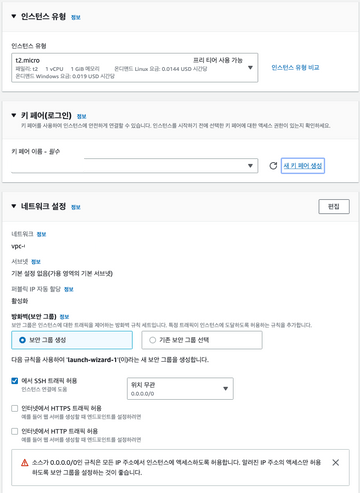 ▼ 인스턴스 유형 정보
인스턴스 유형
t2.micro 프리 티어 사용 가능
패밀리: t2 1 vCPU 1 GiB 메모리 온디맨드 Linux 요금: 0.0144 USD 시간당
온디맨드 Windows 요금: 0.019 USD 시간당
인스턴스 유형 비교
▼ 키 페어(로그인) 정보
키 페어를 사용하여 인스턴스에 안전하게 연결할 수 있습니다. 인스턴스를 시작하기 전에 선택한 키 페어에 대한 액세스 권한이 있는지 확인하세요.
키 페어 이름 - 필수
새 키 페어 생성
▼ 네트워크 설정 정보
편집
네트워크 정보
vpc-
서브넷 정보
기본 설정 없음(가용 영역의 기본 서브넷)
퍼블릭 IP 자동 할당 정보
활성화
방화벽(보안 그룹) 정보
보안 그룹은 인스턴스에 대한 트래픽을 제어하는 방화벽 규칙 세트입니다. 특정 트래픽이 인스턴스에 도달하도록 허용하는 규칙을 추가합니다.
보안 그룹 생성
기존 보안 그룹 선택
다음 규칙을 사용하여 'launch-wizard-1'(이)라는 새 보안 그룹을 생성합니다.
에서 SSH 트래픽 허용
인스턴스 연결에 도움
위치 무관
0.0.0.0/0
인터넷에서 HTTPS 트래픽 허용
예를 들어 웹 서버를 생성할 때 엔드포인트를 설정하려면
인터넷에서 HTTP 트래픽 허용
예를 들어 웹 서버를 생성할 때 엔드포인트를 설정하려면
소스가 0.0.0.0/0인 규칙은 모든 IP 주소에서 인스턴스에 액세스하도록 허용합니다. 알려진 IP 주소의 액세스만 허용
하도록 보안 그룹을 설정하는 것이 좋습니다.